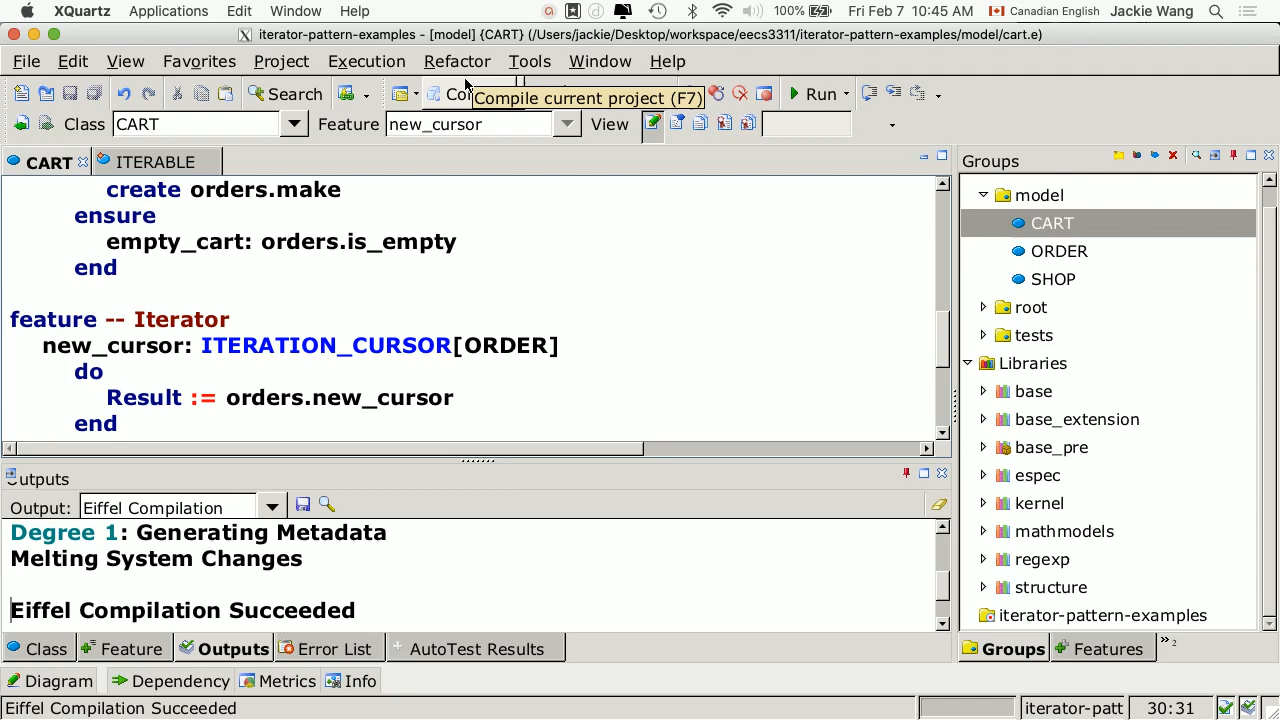 XQuartz Applications Edit Window Help 100% Fri Feb 7 10:45 AM Canadian English Jackie Wang
iterator-pattern-examples - [model] {CART} (/Users/jackie/Desktop/workspace/eecs3311/iterator-pattern-examples/model/cart.e)
File Edit View Favorites Project Execution Refactor Tools Window Help
Search Run
Compile current project (F7)
Class CART Feature new_cursor View
CART ITERABLE
create orders.make
ensure
empty_cart: orders.is_empty
end
feature -- Iterator
new_cursor: ITERATION_CURSOR[ORDER]
do
Result := orders.new_cursor
end
Outputs
Output: Eiffel Compilation
Degree 1: Generating Metadata
Melting System Changes
Eiffel Compilation Succeeded
Class Feature Outputs Error List AutoTest Results
Diagram Dependency Metrics Info
Groups
model
CART
ORDER
SHOP
root
tests
Libraries
base
base_extension
base_pre
espec
kernel
mathmodels
regexp
structure
iterator-pattern-examples
Groups Features 2
Eiffel Compilation Succeeded iterator-patt 30:31